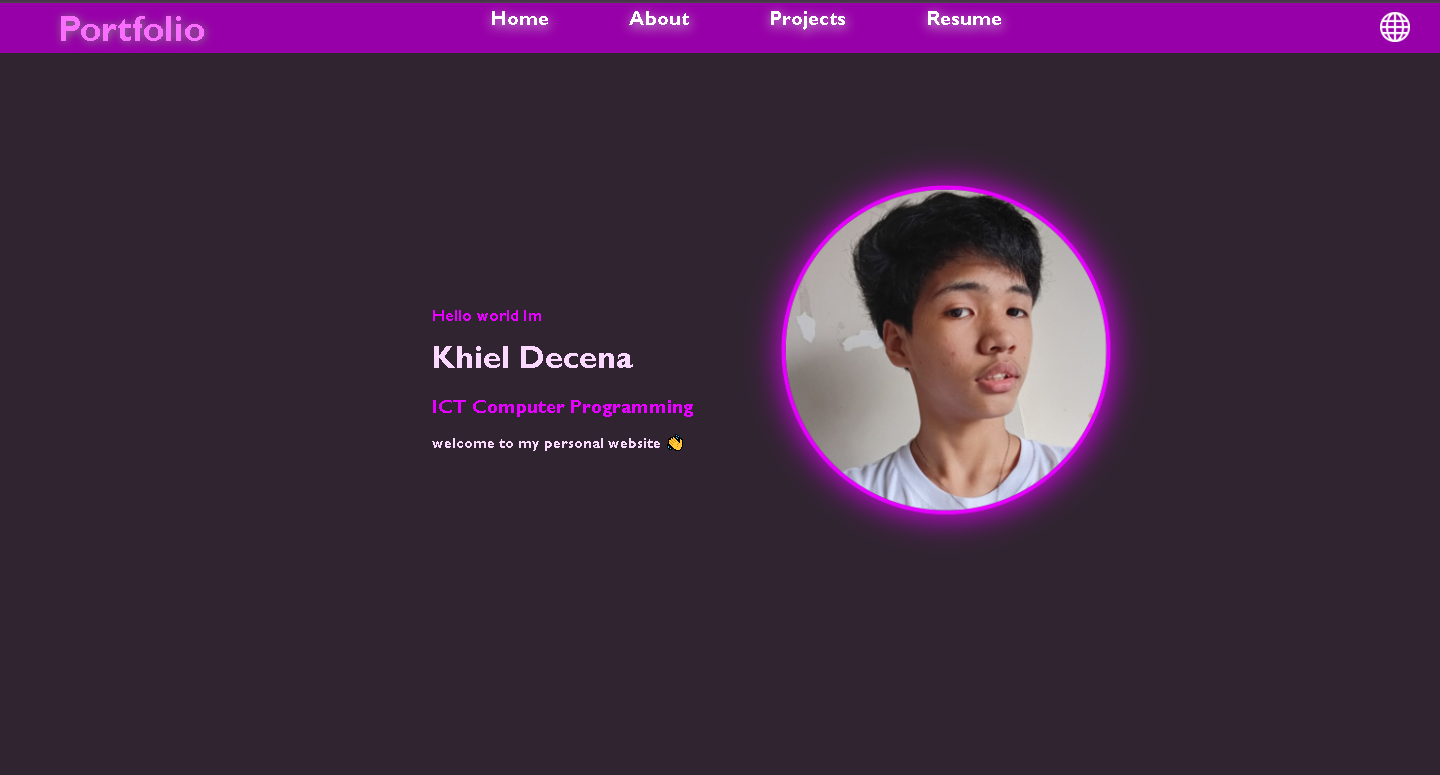 Portfolio
Home About Projects Resume
Hello world Im
Khiel Decena
ICT Computer Programming
welcome to my personal website 👋